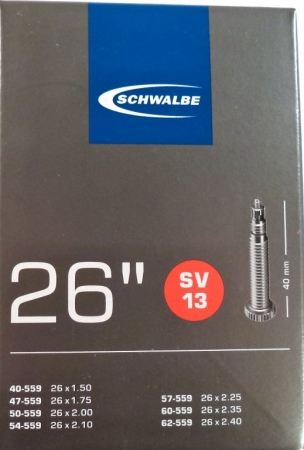 SCHWALBE
26"
SV
13
40 mm
40-559 26 x 1.50
47-559 26 x 1.75
50-559 26 x 2.00
54-559 26 x 2.10
57-559 26 x 2.25
60-559 26 x 2.35
62-559 26 x 2.40